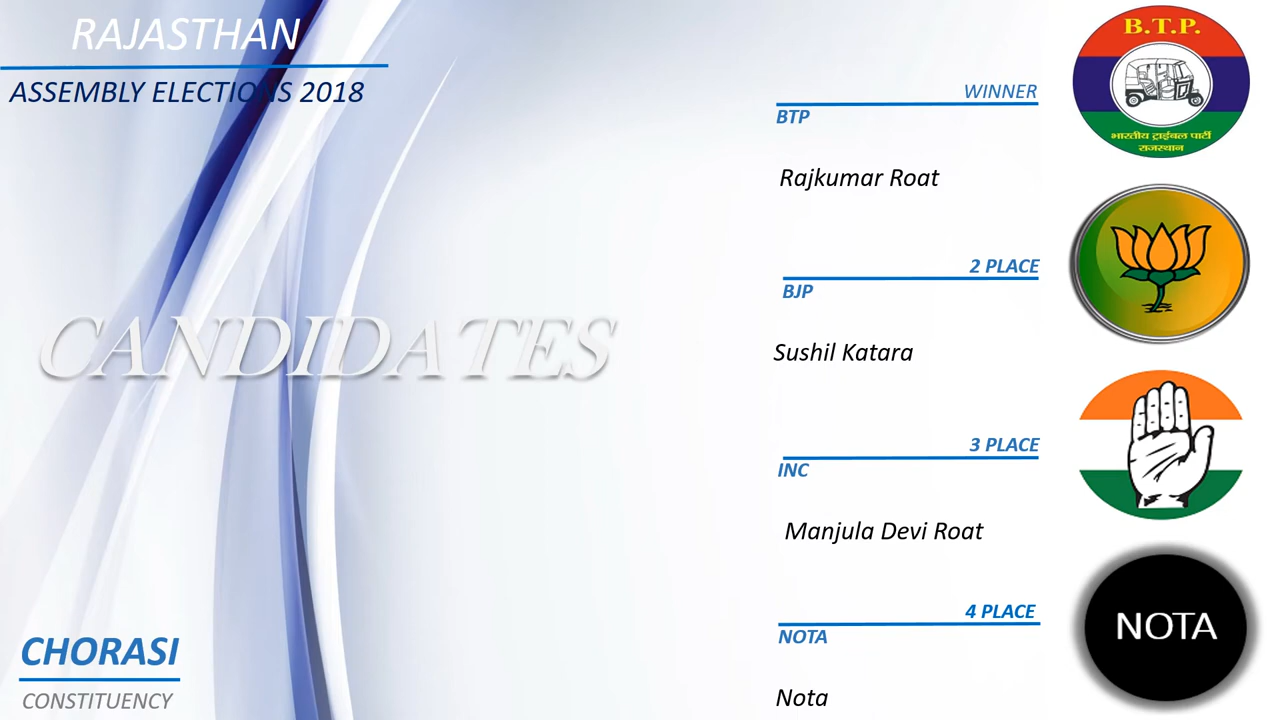 RAJASTHAN
ASSEMBLY ELECTIONS 2018
CANDIDATES
CHORASI
CONSTITUENCY
WINNER
BTP
Rajkumar Roat
2 PLACE
BJP
Sushil Katara
3 PLACE
INC
Manjula Devi Roat
4 PLACE
NOTA
Nota
B.T.P.
भारतीय ट्राईबल पार्टी
राजस्थान
NOTA